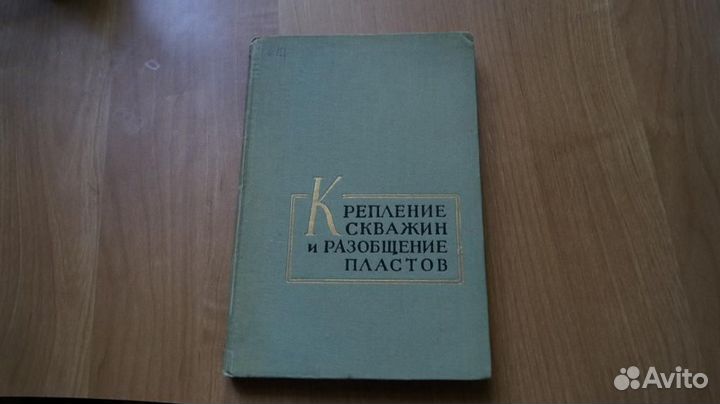 КРЕПЛЕНИЕ
СКВАЖИН
И РАЗОБЩЕНИЕ
ПЛАСТОВ
Avito